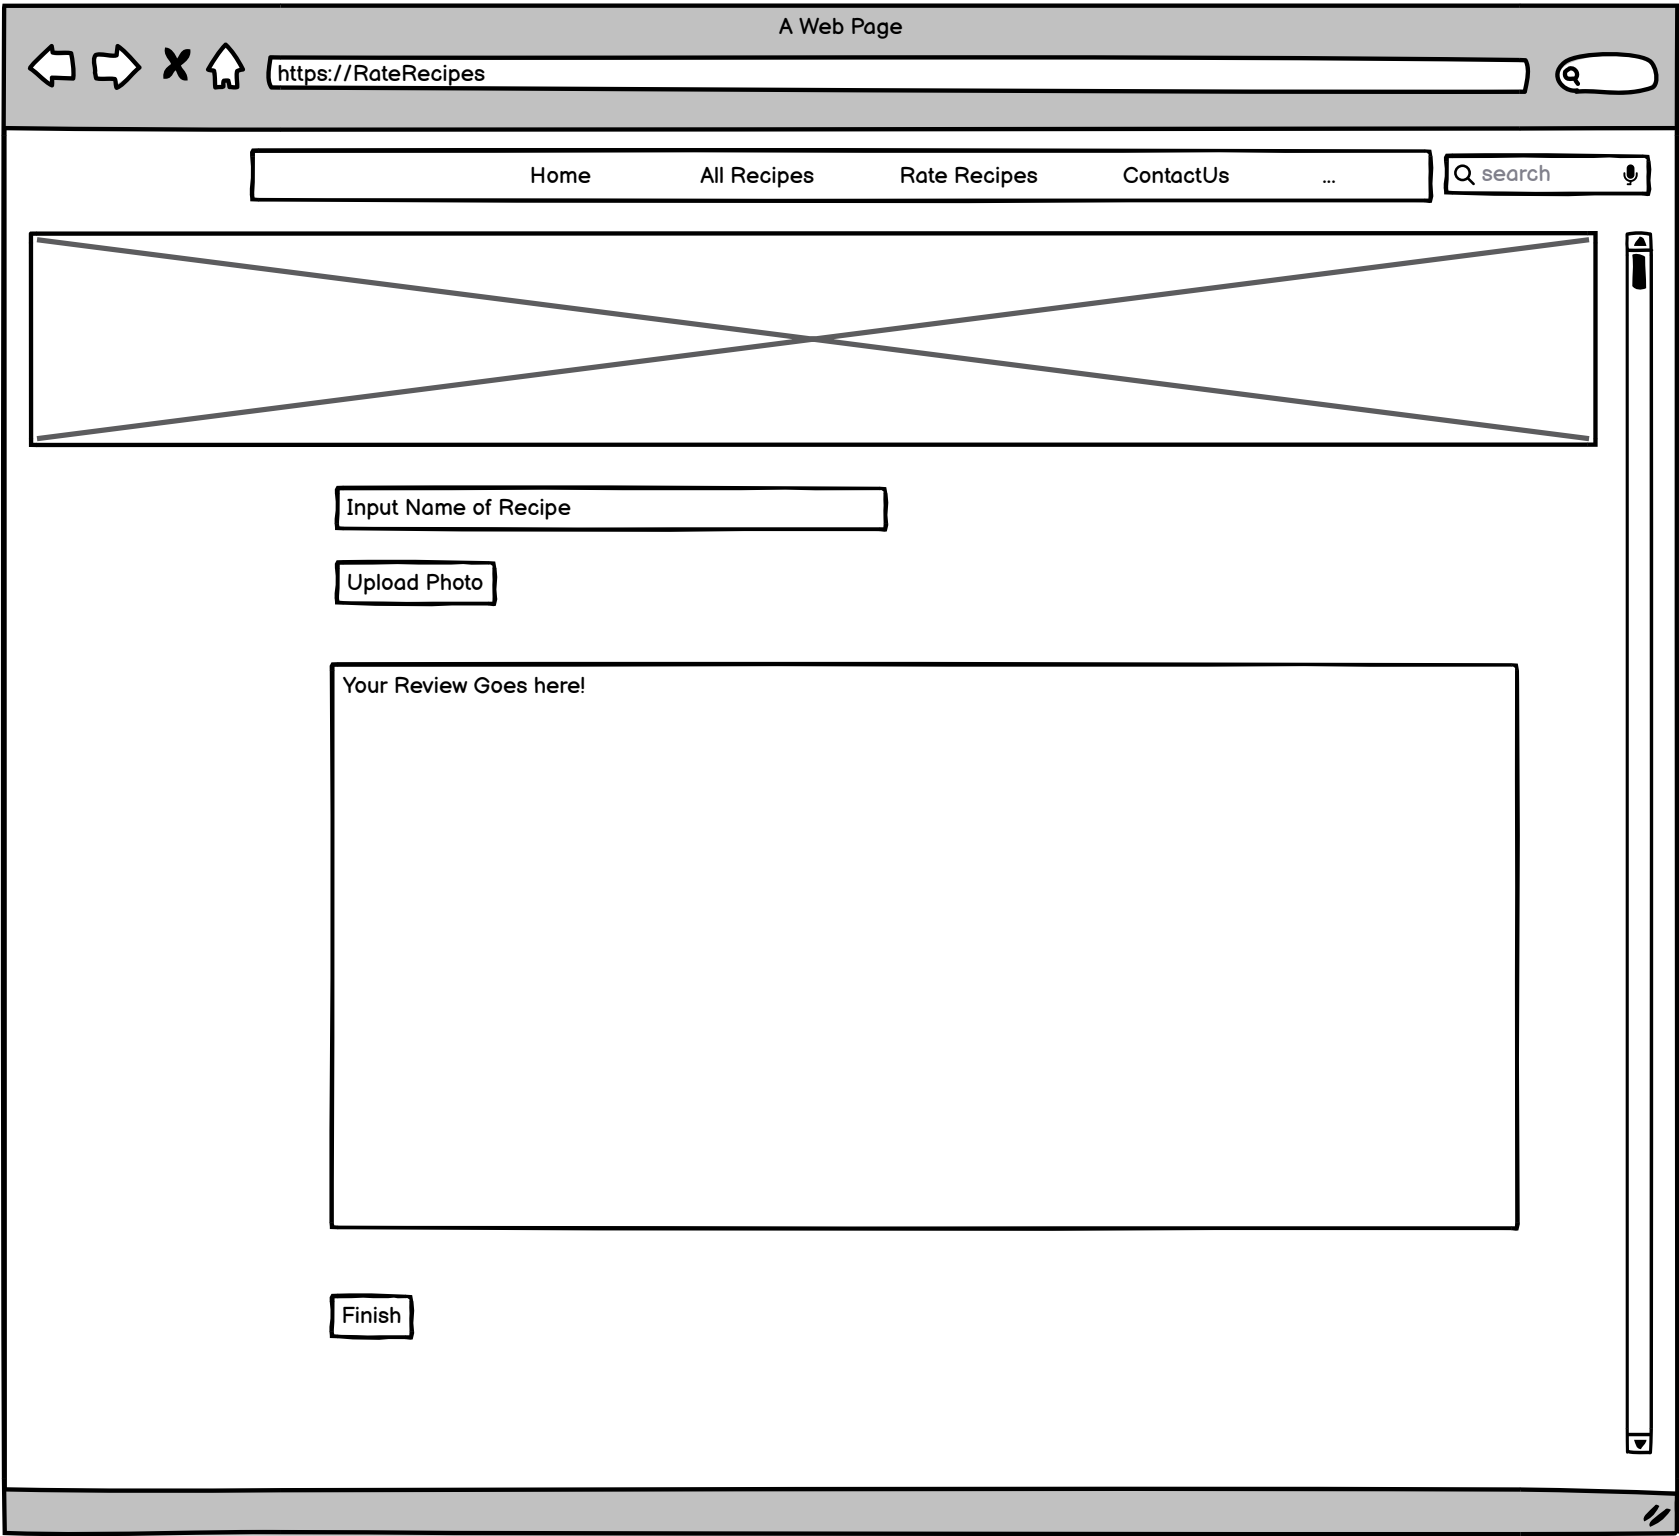 A Web Page
https://RateRecipes
Home All Recipes Rate Recipes ContactUs ...
search
Input Name of Recipe
Upload Photo
Your Review Goes here!
Finish